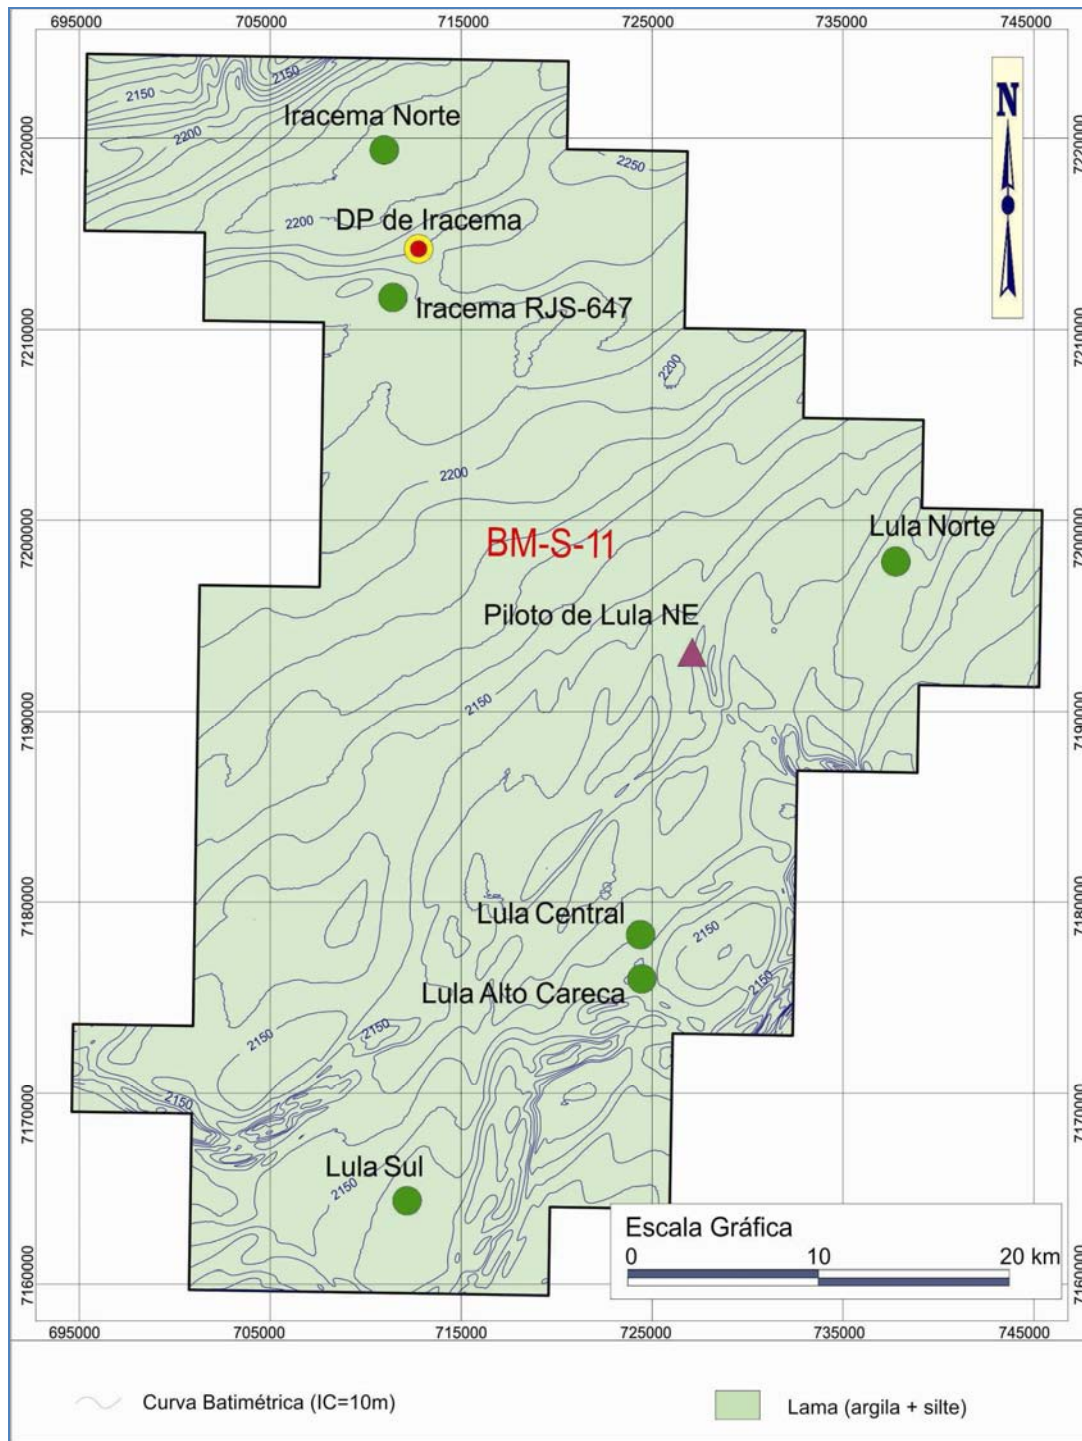 695000 705000 715000 725000 735000 745000
N
2150
2150
Iracema Norte
7220000
7220000
2200
2250
2200
DP de Iracema
Iracema RJS-647
7210000
7210000
2200
2200
7200000
7200000
BM-S-11
Lula Norte
Piloto de Lula NE
2150
7190000
7190000
7180000
7180000
Lula Central
2150
Lula Alto Careca
2150
2150
2150
2150
7170000
7170000
Lula Sul
2150
Escala Gráfica
0 10 20 km
7160000
7160000
695000 705000 715000 725000 735000 745000
Curva Batimétrica (IC=10m)
Lama (argila + silte)